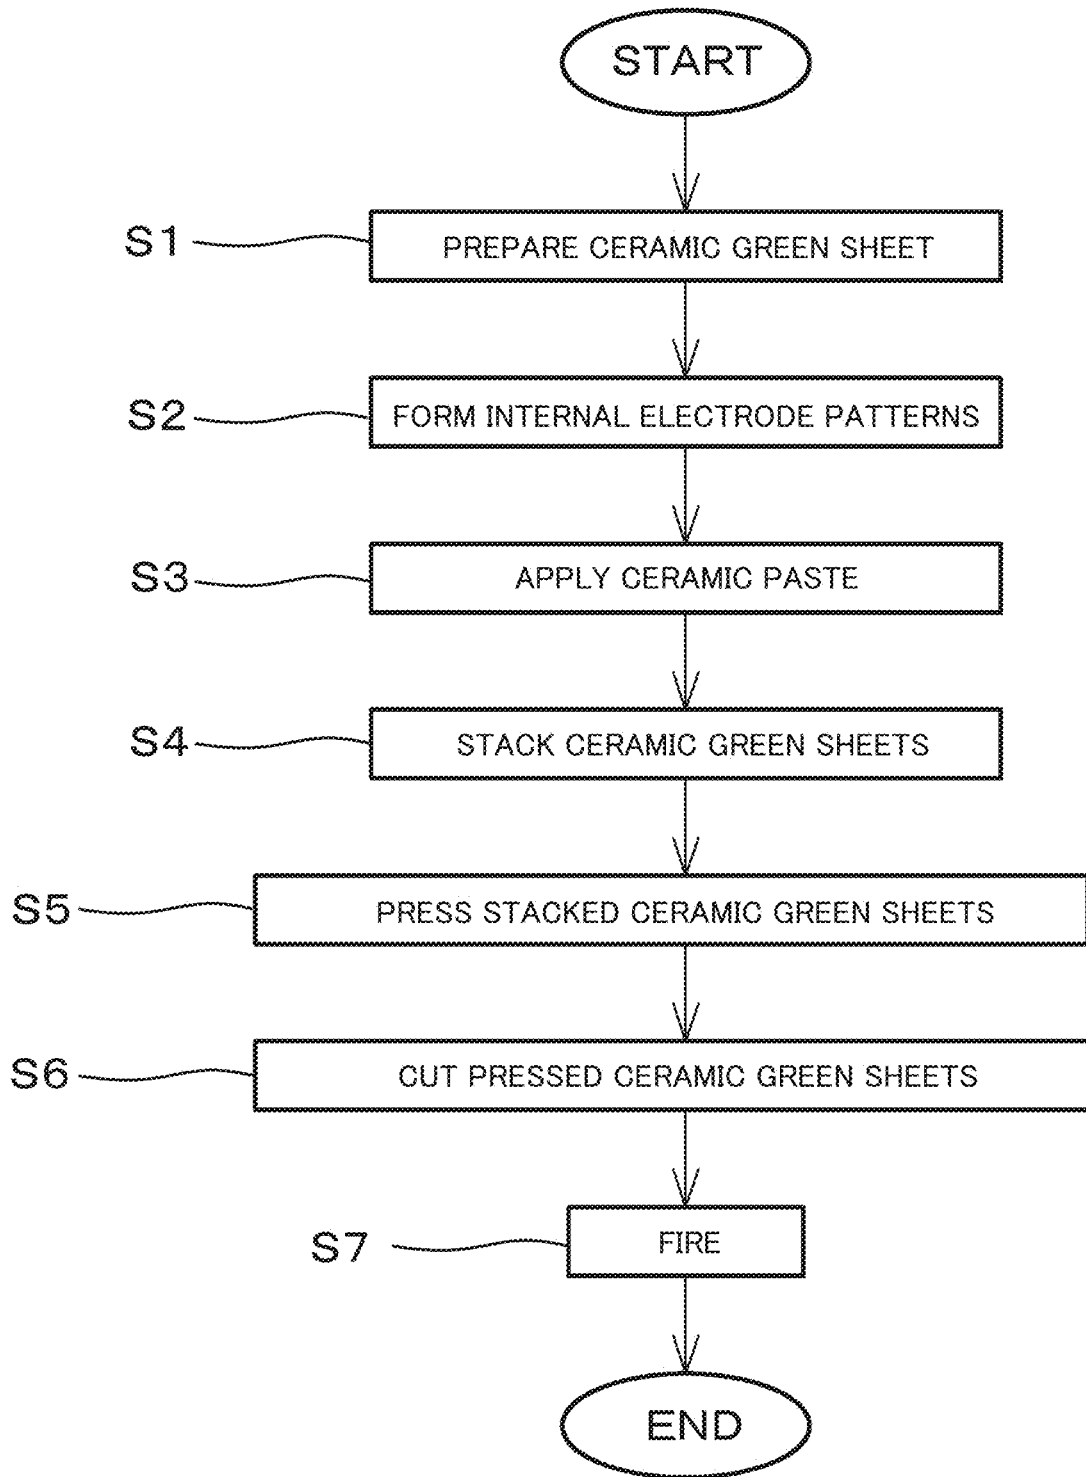 START
S1 PREPARE CERAMIC GREEN SHEET
S2 FORM INTERNAL ELECTRODE PATTERNS
S3 APPLY CERAMIC PASTE
S4 STACK CERAMIC GREEN SHEETS
S5 PRESS STACKED CERAMIC GREEN SHEETS
S6 CUT PRESSED CERAMIC GREEN SHEETS
S7 FIRE
END